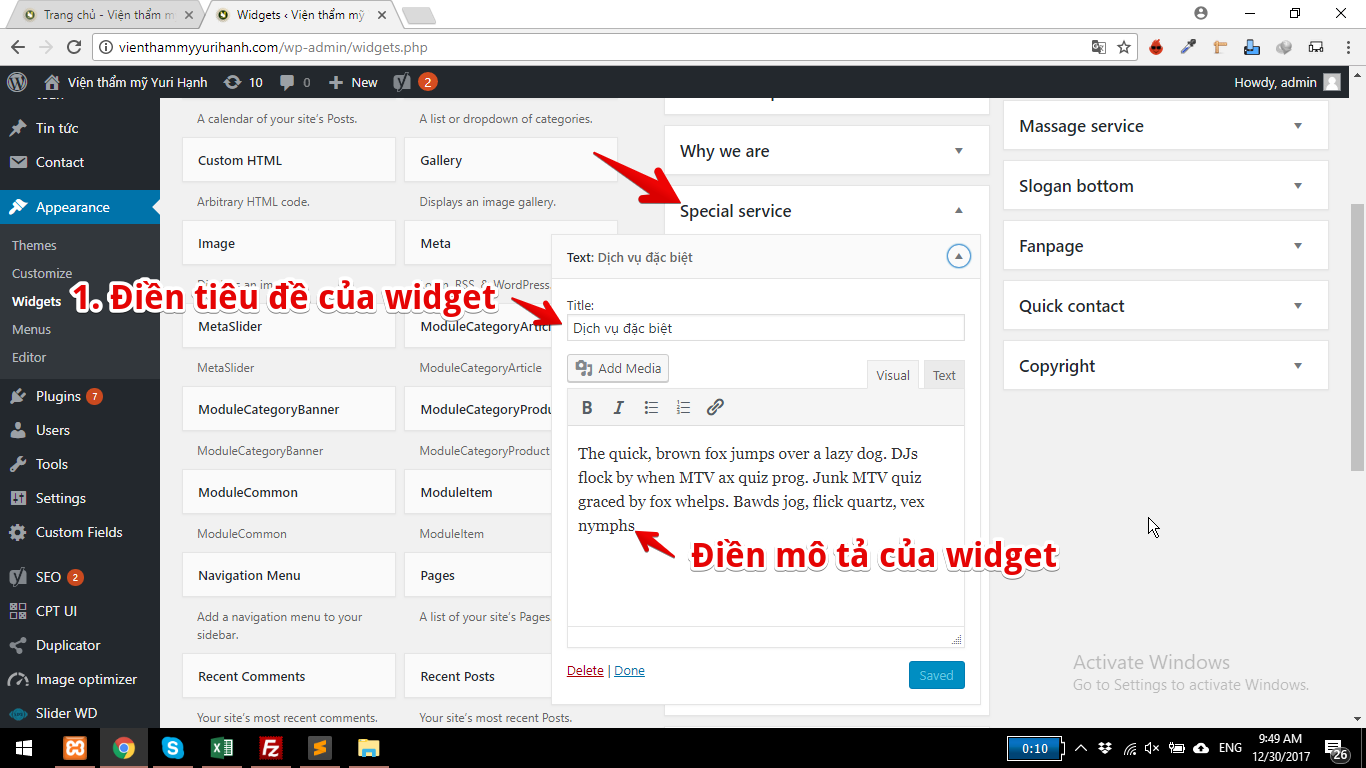 Trang chủ - Viện thẩm m
Widgets ‹ Viện thẩm mỹ
vienthammyyurihanh.com/wp-admin/widgets.php
Viện thẩm mỹ Yuri Hạnh
10
0
New
2
Howdy, admin
Tin tức
Contact
Appearance
Themes
Customize
Widgets
Menus
Editor
Plugins 7
Users
Tools
Settings
Custom Fields
SEO 2
CPT UI
Duplicator
Image optimizer
Slider WD
A calendar of your site's Posts.
A list or dropdown of categories.
Custom HTML
Gallery
Arbitrary HTML code.
Displays an image gallery.
Image
Meta
MetaSlider
ModuleCategoryArticl
MetaSlider
ModuleCategoryArticle
ModuleCategoryBanner
ModuleCategoryProdu
ModuleCategoryBanner
ModuleCategoryProduct
ModuleCommon
ModuleItem
ModuleCommon
ModuleItem
Navigation Menu
Pages
Add a navigation menu to your
sidebar.
A list of your site's Pages
Recent Comments
Recent Posts
Your site's most recent comments.
Your site's most recent Posts.
1. Điền tiêu đề của widget
Why we are
Special service
Text: Dịch vụ đặc biệt
Title:
Dịch vụ đặc biệt
Add Media
Visual
Text
B I
The quick, brown fox jumps over a lazy dog. DJs
flock by when MTV ax quiz prog. Junk MTV quiz
graced by fox whelps. Bawds jog, flick quartz, vex
nymphs
Điền mô tả của widget
Delete | Done
Saved
Massage service
Slogan bottom
Fanpage
Quick contact
Copyright
Activate Windows
Go to Settings to activate Windows.
0:10
ENG
9:49 AM
12/30/2017
26